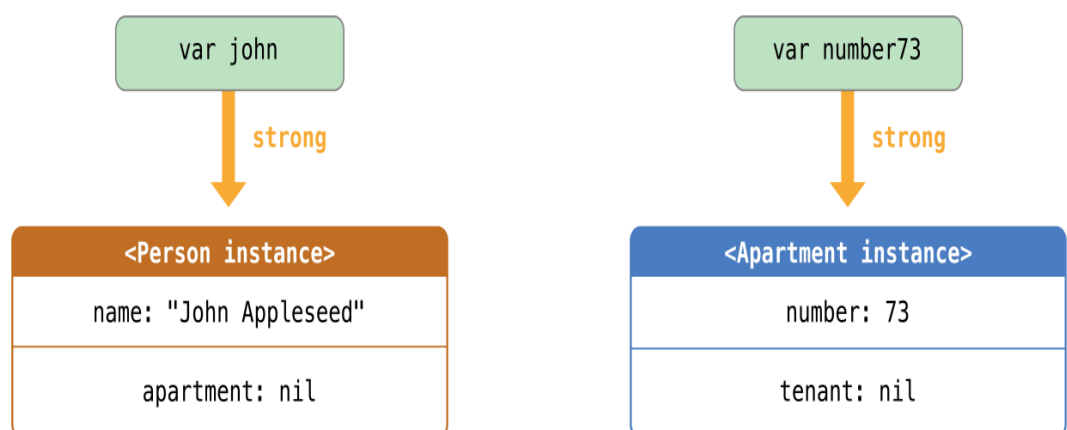 var john
strong
<Person instance>
name: "John Appleseed"
apartment: nil
var number73
strong
<Apartment instance>
number: 73
tenant: nil